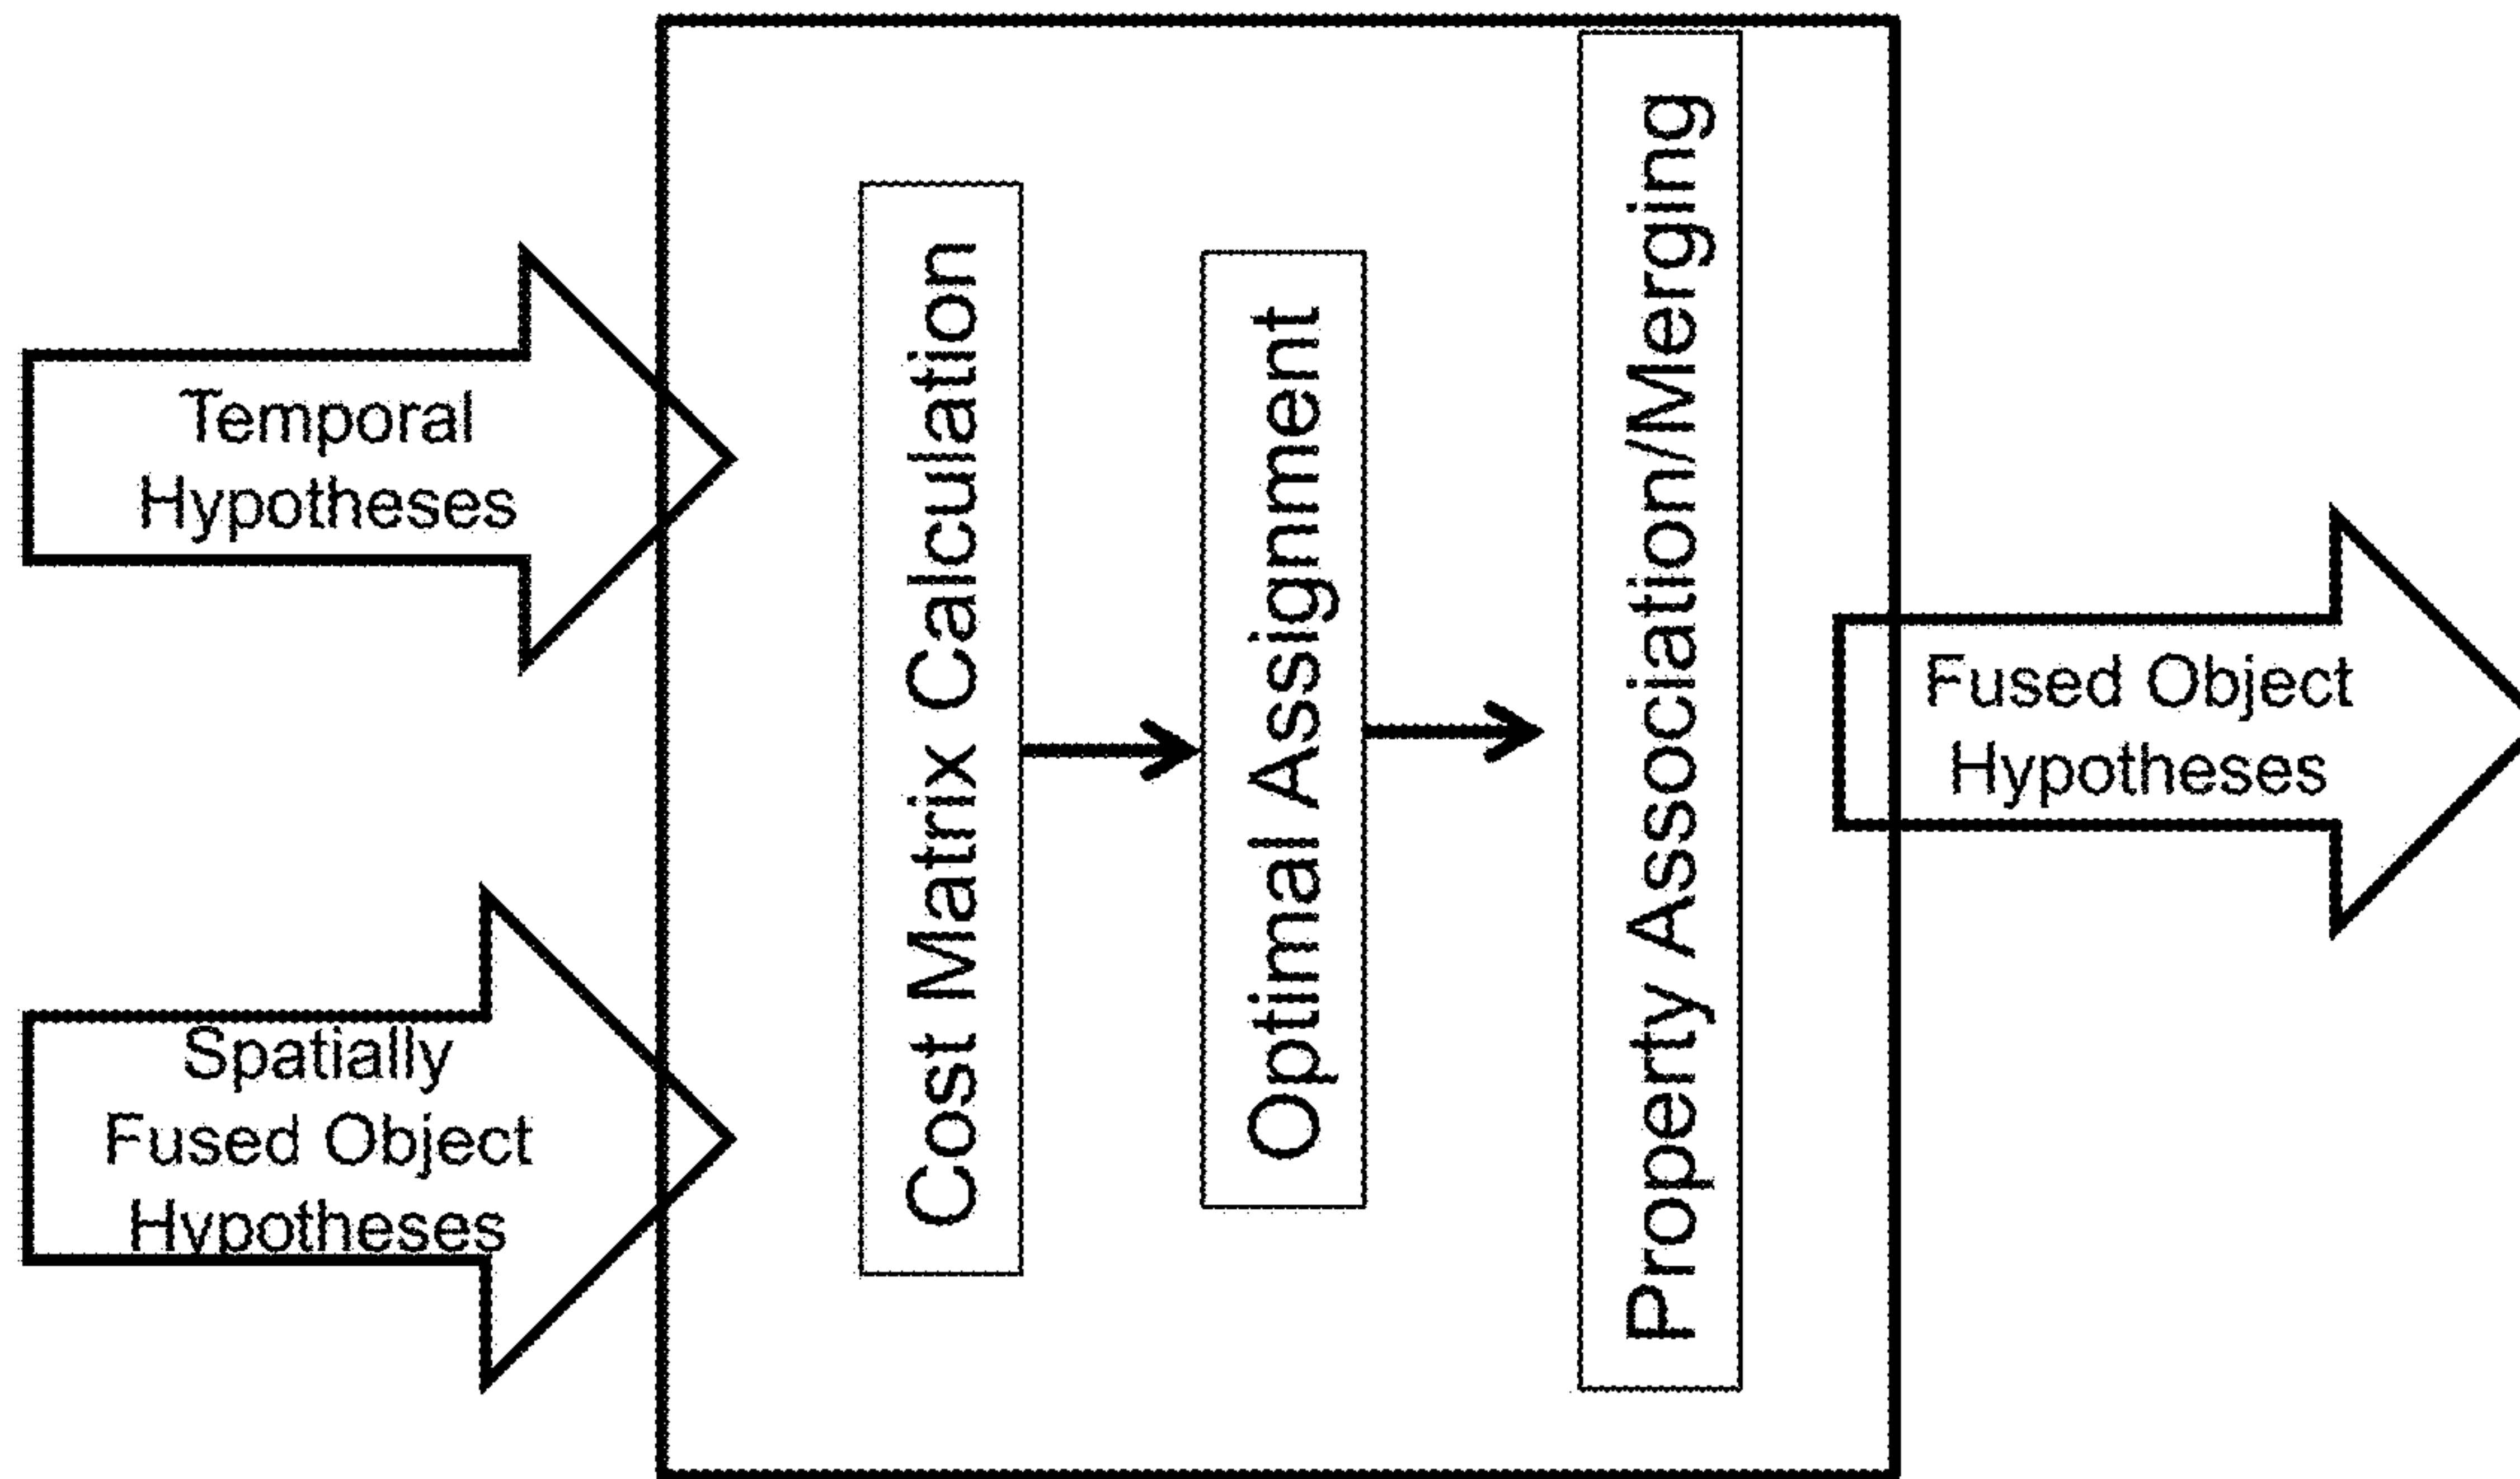 Temporal
Hypotheses
Spatially
Fused Object
Hypotheses
Cost Matrix Calculation
Optimal Assignment
Property Association/Merging
Fused Object
Hypotheses